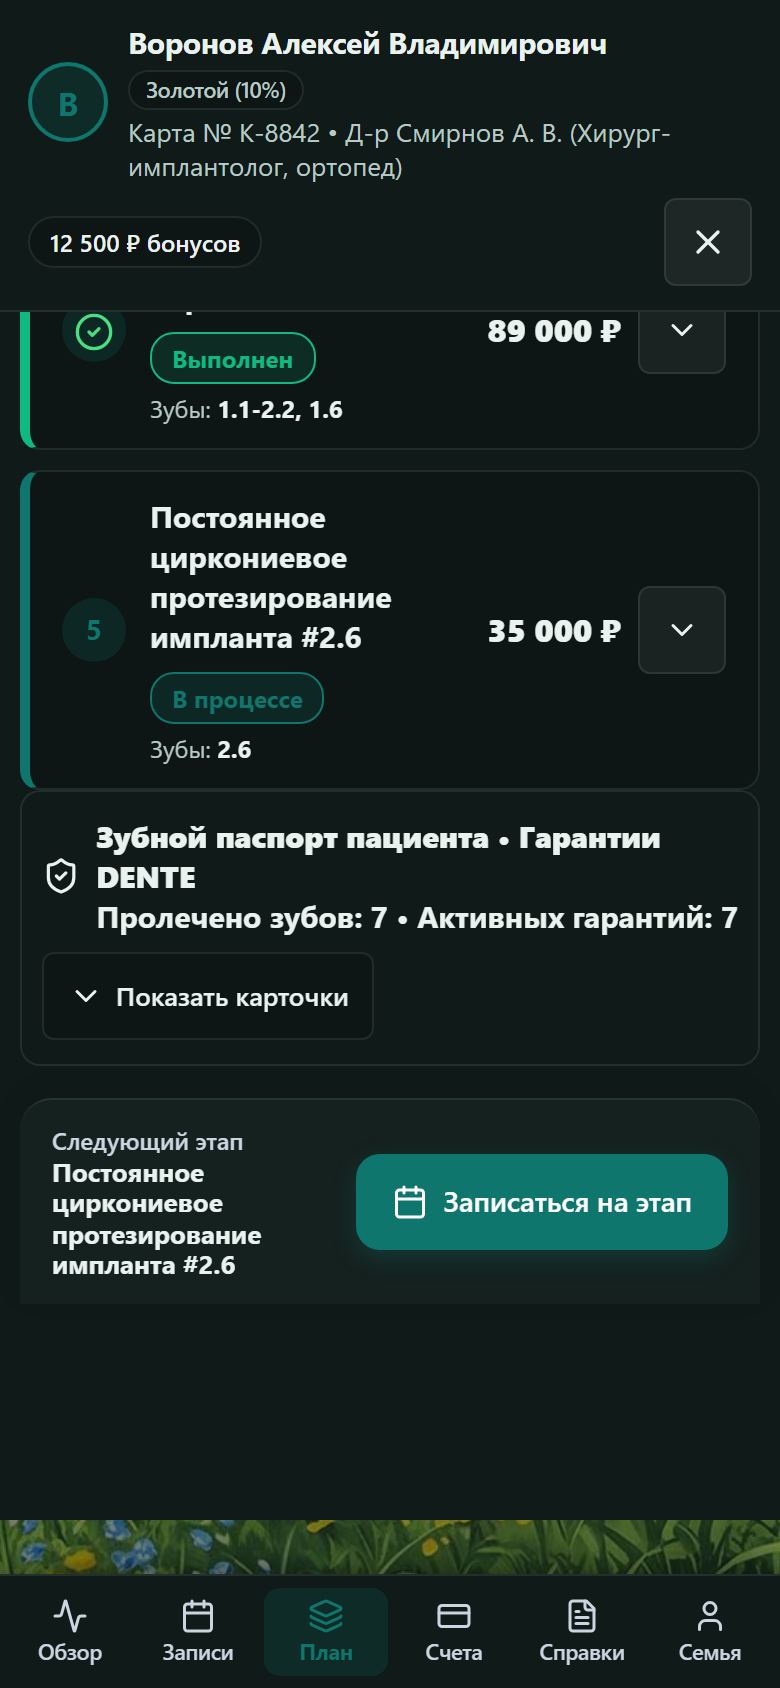 Воронов Алексей Владимирович
В
Золотой (10%)
Карта № К-8842 • Д-р Смирнов А. В. (Хирург-
имплантолог, ортопед)
12 500 ₽ бонусов
89 000 ₽
Выполнен
Зубы: 1.1-2.2, 1.6
Постоянное
циркониевое
протезирование
импланта #2.6
5
35 000 ₽
В процессе
Зубы: 2.6
Зубной паспорт пациента • Гарантии
DENTE
Пролечено зубов: 7 • Активных гарантий: 7
Показать карточки
Следующий этап
Постоянное
циркониевое
протезирование
импланта #2.6
Записаться на этап
Обзор
Записи
План
Счета
Справки
Семья